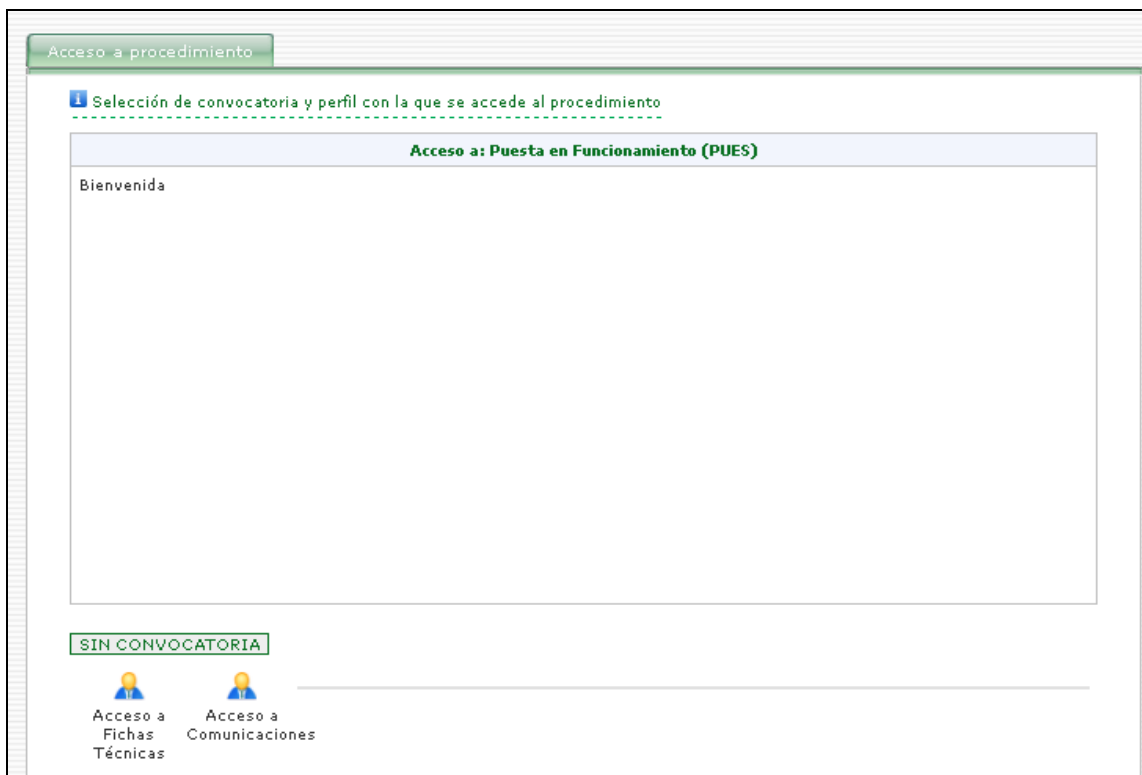 Acceso a procedimiento
Selección de convocatoria y perfil con la que se accede al procedimiento
Acceso a: Puesta en Funcionamiento (PUES)
Bienvenida
SIN CONVOCATORIA
Acceso a
Fichas
Técnicas
Acceso a
Comunicaciones